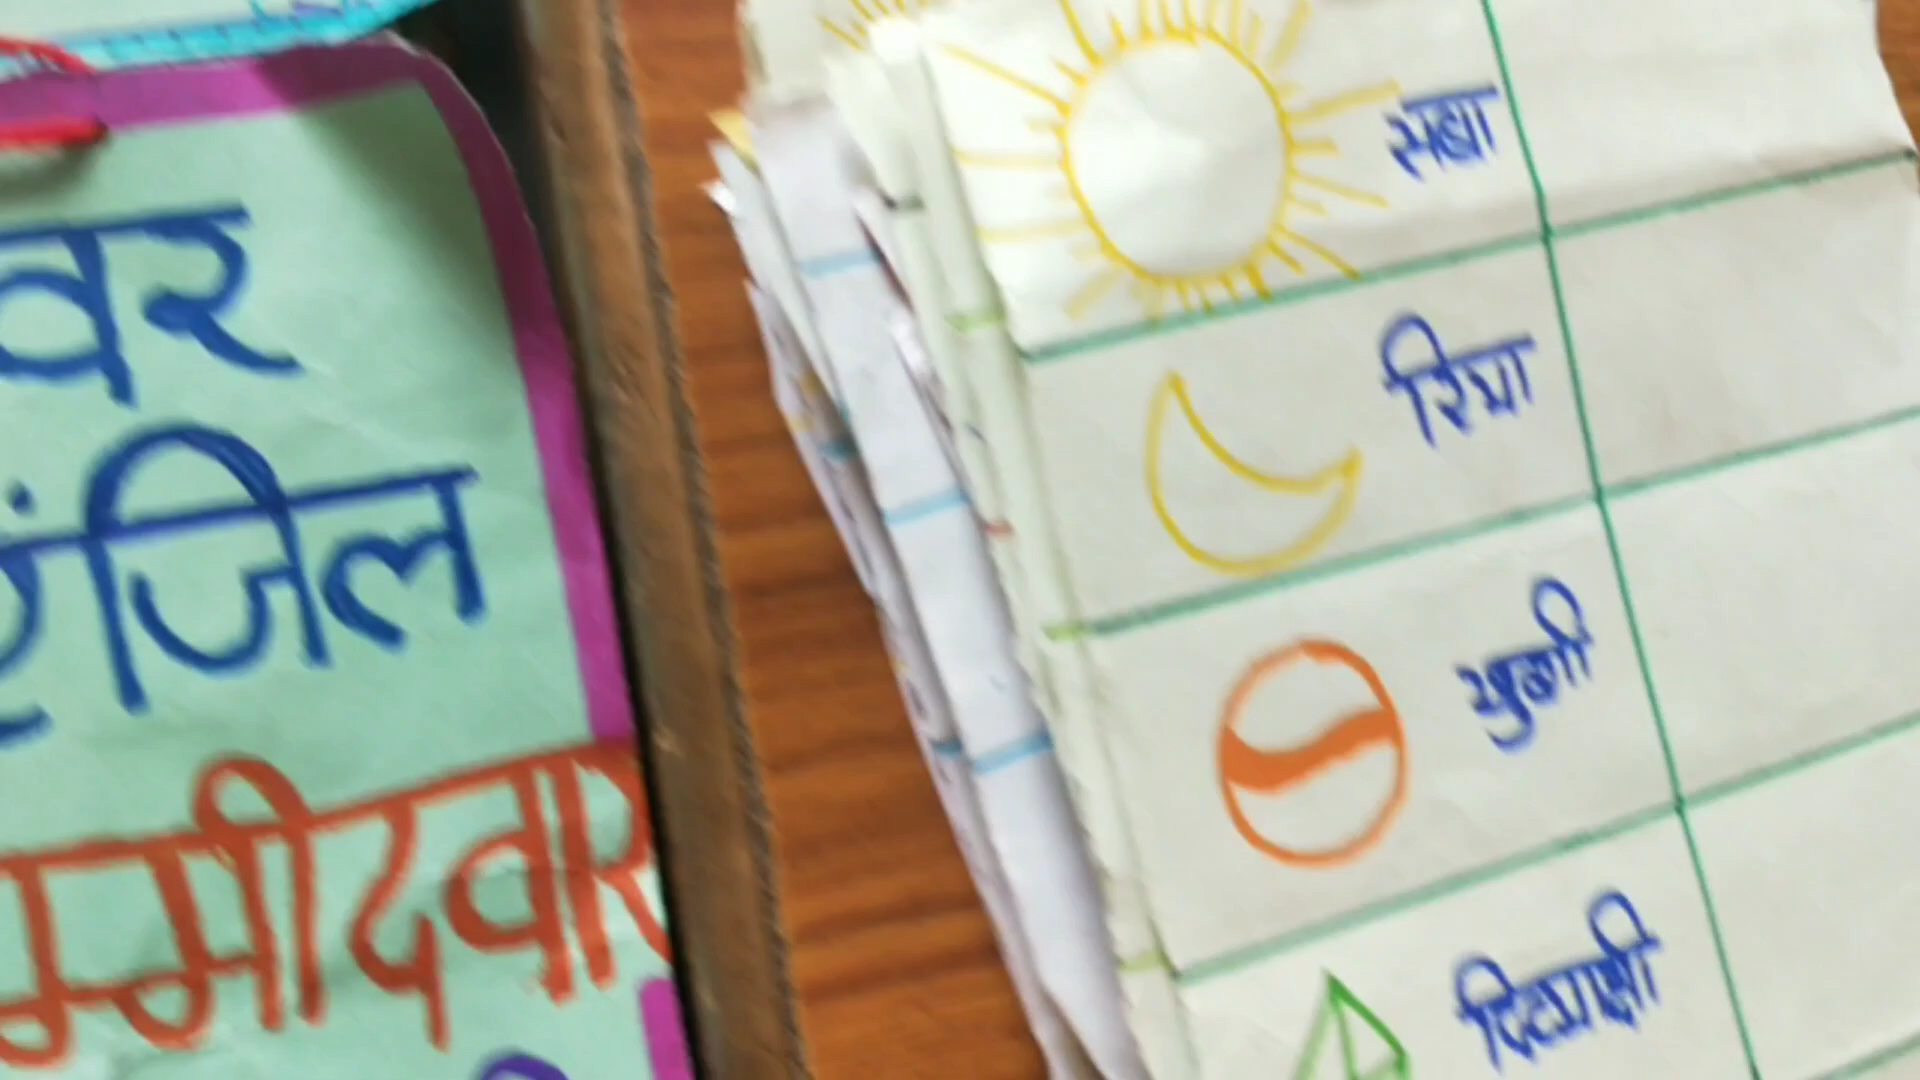 वर
रंजिल
म्मीदवार
रिया
खुशी
दिव्यांशी